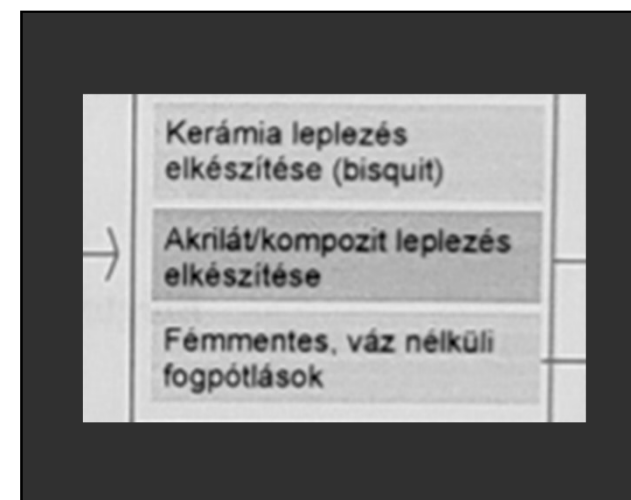 Kerámia leplezés
elkészítése (bisquit)
Akrilát/kompozit leplezés
elkészítése
Fémmentes, váz nélküli
fogpótlások